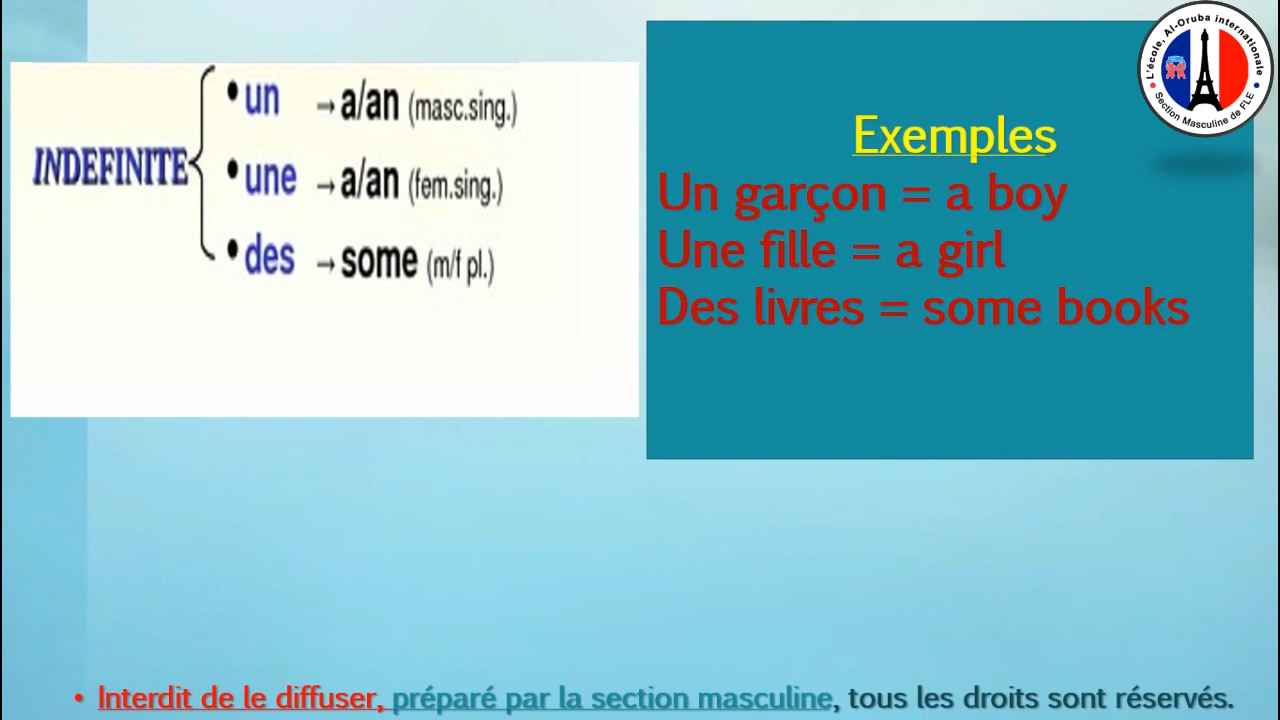 INDEFINITE
• un → a/an (masc.sing.)
• une → a/an (fem.sing.)
• des → some (m/f pl.)
Exemples
Un garçon = a boy
Une fille = a girl
Des livres = some books
L'école, Al-Oruba internationale
• Section Masculine de FLE •
• Interdit de le diffuser, préparé par la section masculine, tous les droits sont réservés.